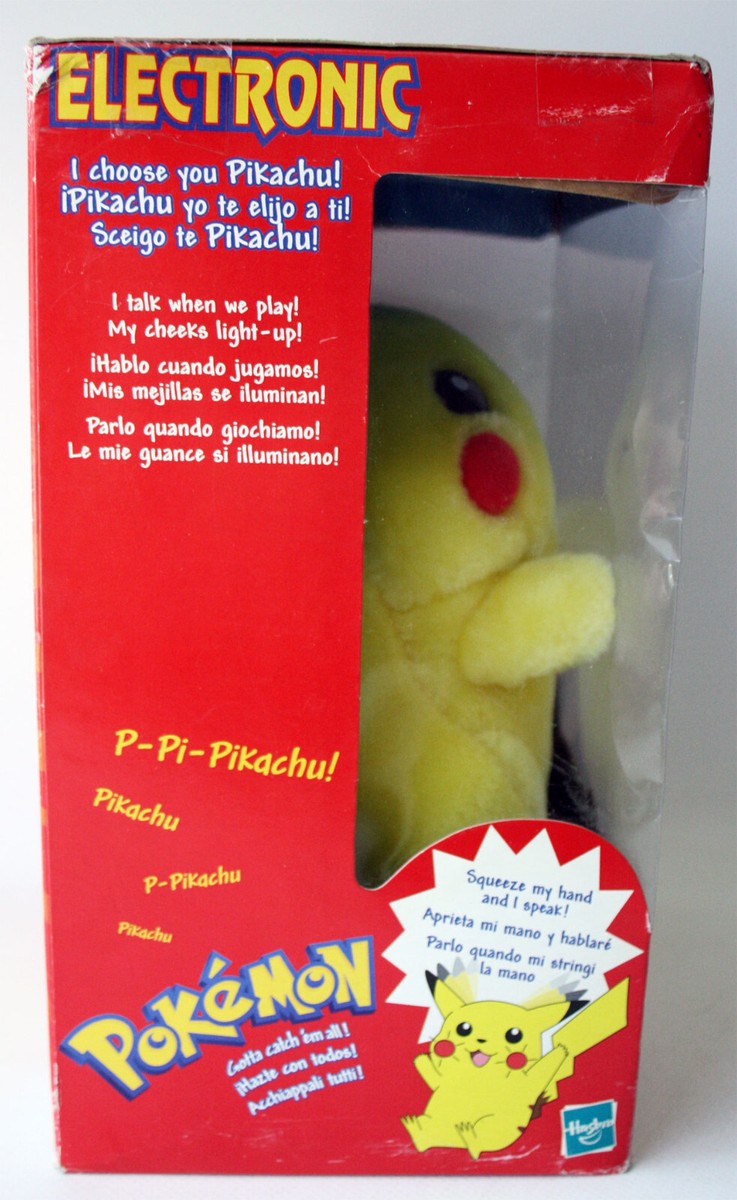 ELECTRONIC
I choose you Pikachu!
¡Pikachu yo te elijo a ti!
Sceigo te Pikachu!
I talk when we play!
My cheeks light-up!
¡Hablo cuando jugamos!
¡Mis mejillas se iluminan!
Parlo quando giochiamo!
Le mie guance si illuminano!
P-Pi-Pikachu!
Pikachu
P-Pikachu
Pikachu
Squeeze my hand
and I speak!
Aprieta mi mano y hablaré
Parlo quando mi stringi
la mano
POKéMON
Gotta catch 'em all!
¡Hazte con todos!
Acchiappali tutti!
Hasbro